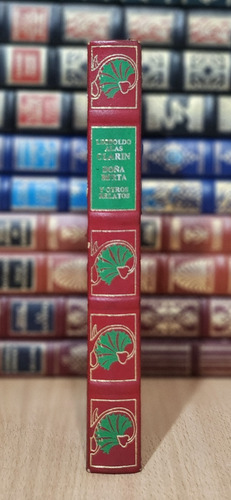 LEOPOLDO
ALAS
CLARIN
DOÑA
BERTA
Y OTROS
RELATOS